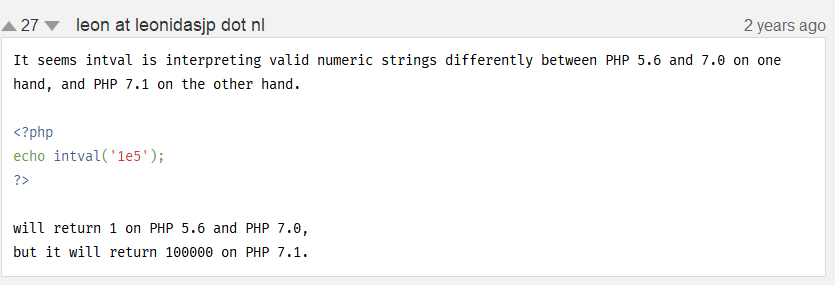 27 leon at leonidasjp dot nl 2 years ago
It seems intval is interpreting valid numeric strings differently between PHP 5.6 and 7.0 on one
hand, and PHP 7.1 on the other hand.
<?php
echo intval('1e5');
?>
will return 1 on PHP 5.6 and PHP 7.0,
but it will return 100000 on PHP 7.1.